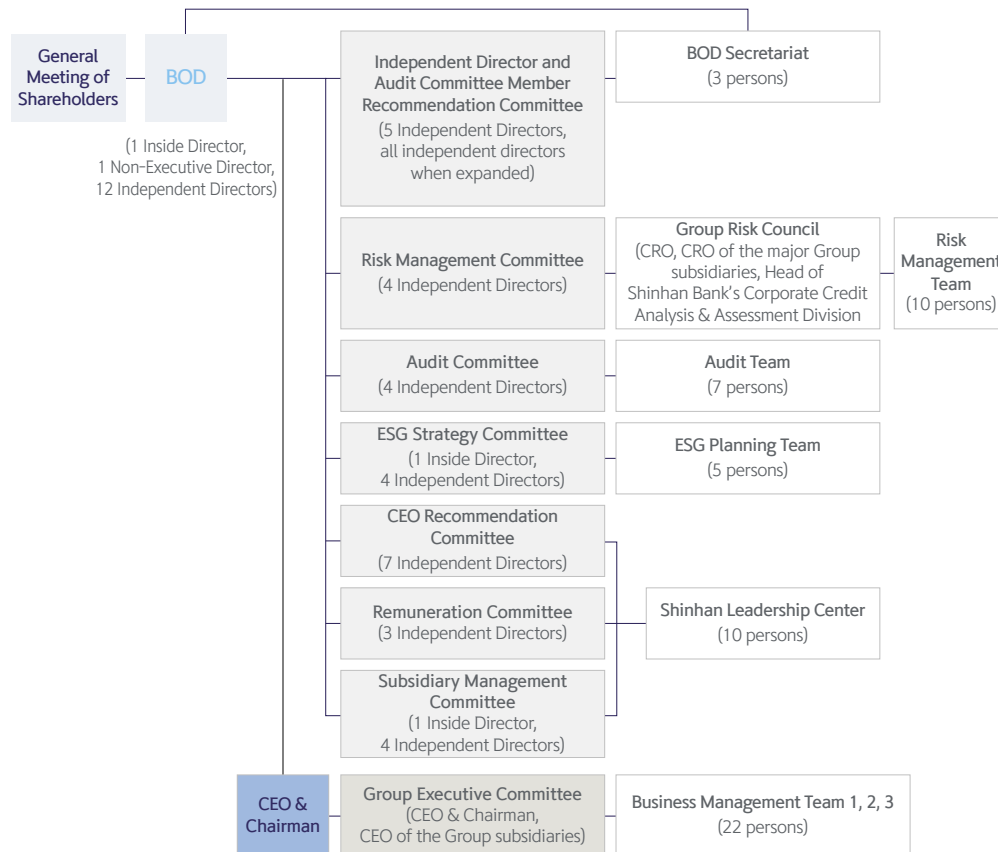 General
Meeting of
Shareholders
BOD
(1 Inside Director,
1 Non-Executive Director,
12 Independent Directors)
Independent Director and
Audit Committee Member
Recommendation Committee
(5 Independent Directors,
all independent directors
when expanded)
BOD Secretariat
(3 persons)
Risk Management Committee
(4 Independent Directors)
Group Risk Council
(CRO, CRO of the major Group
subsidiaries, Head of
Shinhan Bank's Corporate Credit
Analysis & Assessment Division
Risk
Management
Team
(10 persons)
Audit Committee
(4 Independent Directors)
Audit Team
(7 persons)
ESG Strategy Committee
(1 Inside Director,
4 Independent Directors)
ESG Planning Team
(5 persons)
CEO Recommendation
Committee
(7 Independent Directors)
Remuneration Committee
(3 Independent Directors)
Shinhan Leadership Center
(10 persons)
Subsidiary Management
Committee
(1 Inside Director,
4 Independent Directors)
CEO &
Chairman
Group Executive Committee
(CEO & Chairman,
CEO of the Group subsidiaries)
Business Management Team 1, 2, 3
(22 persons)